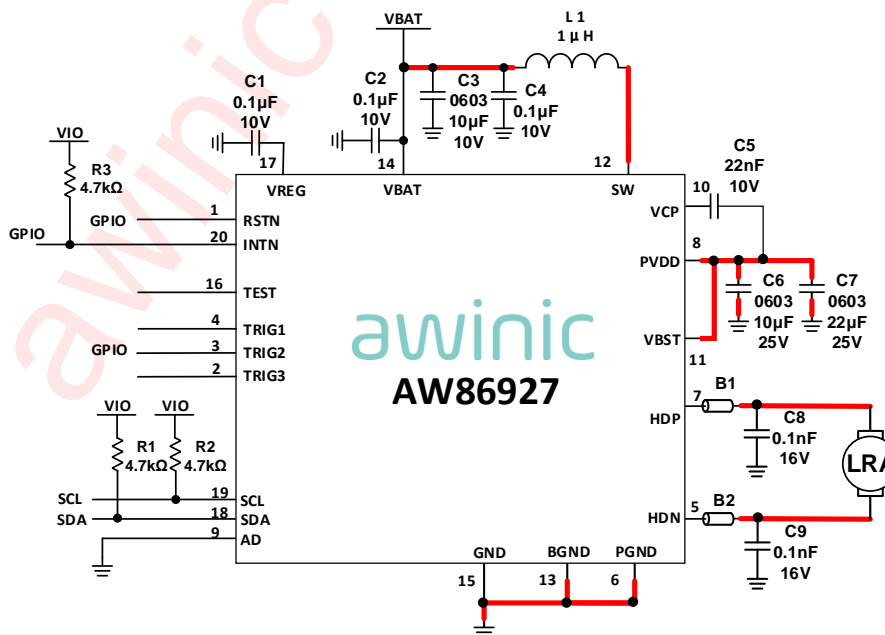 awinic
VBAT
L1
1µH
C1
0.1µF
10V
C2
0.1µF
10V
C3
0603
10µF
10V
C4
0.1µF
10V
VIO
R3
4.7kΩ
17
14
12
VREG
VBAT
SW
C5
22nF
10V
10
VCP
GPIO
1
RSTN
GPIO
20
INTN
8
PVDD
16
TEST
C6
0603
10µF
25V
C7
0603
22µF
25V
4
TRIG1
GPIO
3
TRIG2
2
TRIG3
VBST
11
awinic
AW86927
VIO
VIO
R1
4.7kΩ
R2
4.7kΩ
7
HDP
B1
C8
0.1nF
16V
LRA
SCL
19
SCL
SDA
18
SDA
9
AD
5
HDN
B2
C9
0.1nF
16V
GND
BGND
PGND
15
13
6